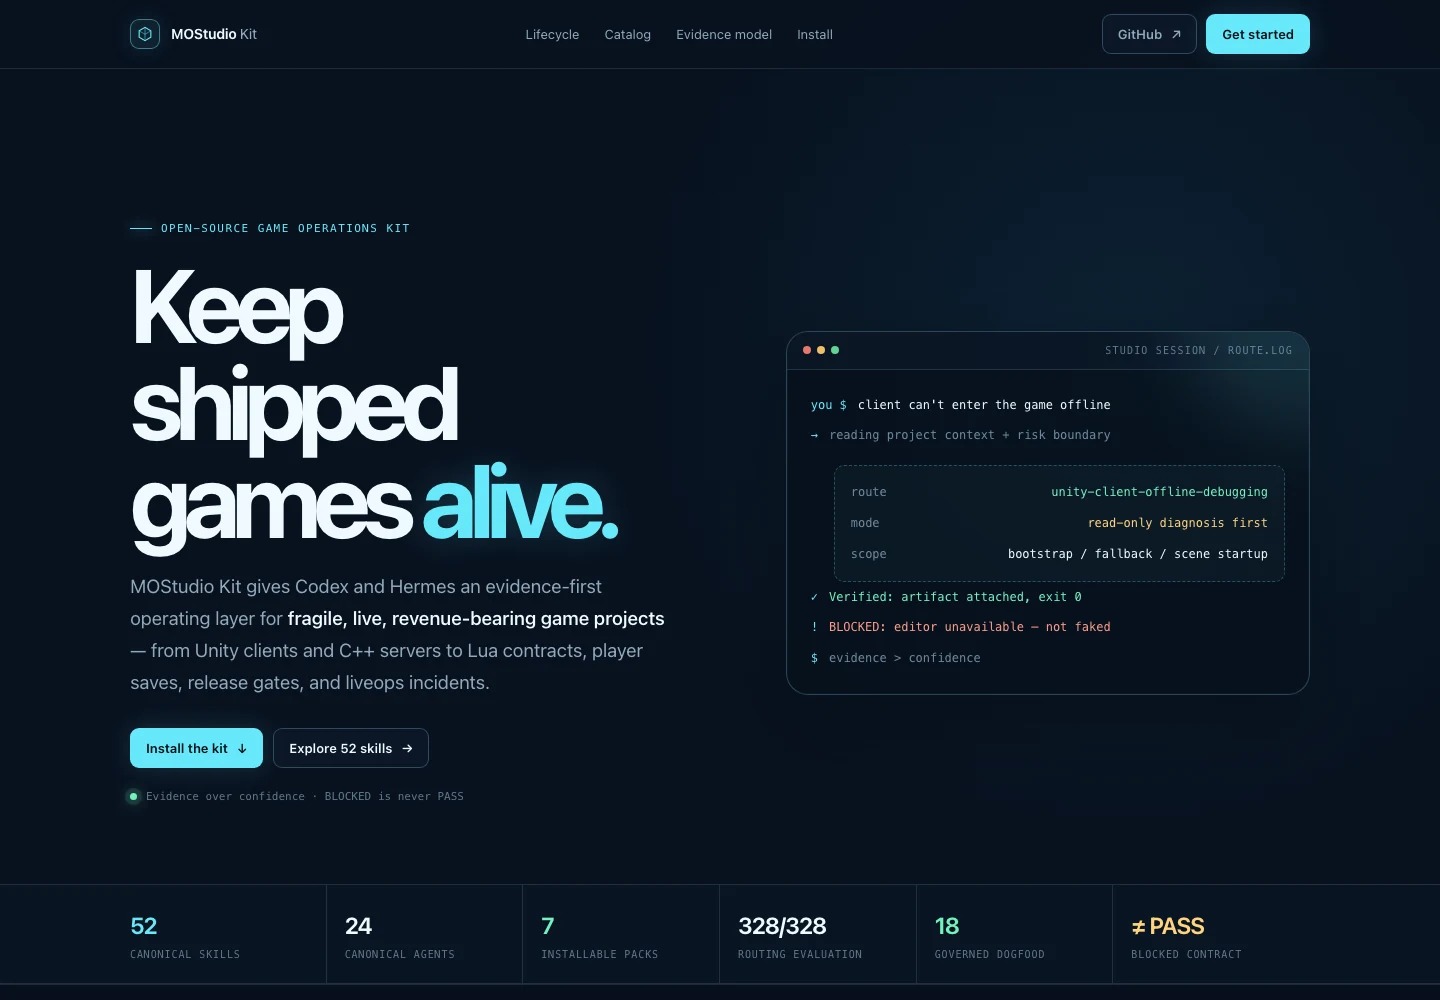 MOStudio Kit
Lifecycle
Catalog
Evidence model
Install
GitHub ↗
Get started
OPEN-SOURCE GAME OPERATIONS KIT
Keep
shipped
games alive.
MOStudio Kit gives Codex and Hermes an evidence-first
operating layer for fragile, live, revenue-bearing game projects
— from Unity clients and C++ servers to Lua contracts, player
saves, release gates, and liveops incidents.
Install the kit ↓
Explore 52 skills →
Evidence over confidence · BLOCKED is never PASS
STUDIO SESSION / ROUTE.LOG
you $ client can't enter the game offline
→ reading project context + risk boundary
route unity-client-offline-debugging
mode read-only diagnosis first
scope bootstrap / fallback / scene startup
✓ Verified: artifact attached, exit 0
! BLOCKED: editor unavailable — not faked
$ evidence > confidence
52
CANONICAL SKILLS
24
CANONICAL AGENTS
7
INSTALLABLE PACKS
328/328
ROUTING EVALUATION
18
GOVERNED DOGFOOD
≠ PASS
BLOCKED CONTRACT